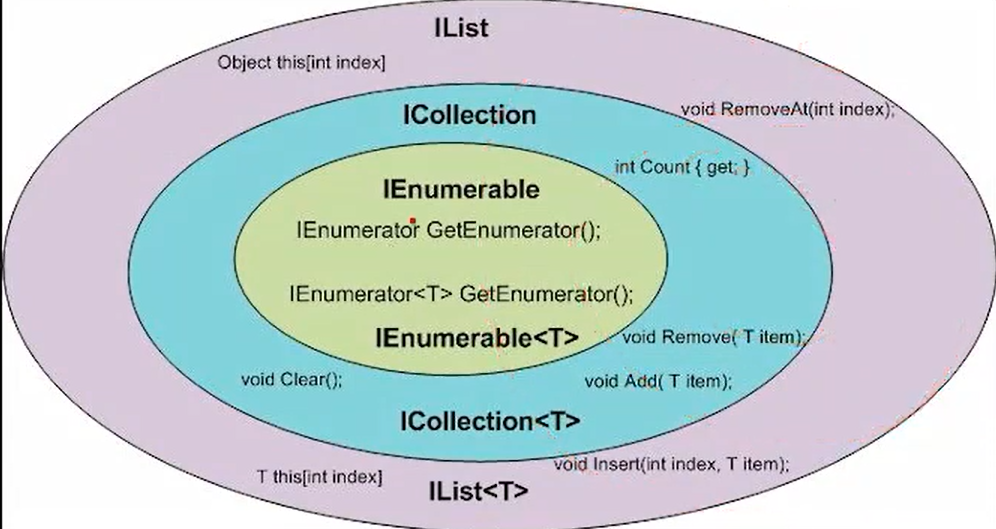 IList
Object this[int index]
ICollection
void RemoveAt(int index);
int Count { get; }
IEnumerable
IEnumerator GetEnumerator();
IEnumerator<T> GetEnumerator();
IEnumerable<T>
void Remove( T item);
void Clear();
void Add( T item);
ICollection<T>
void Insert(int index, T item);
T this[int index]
IList<T>